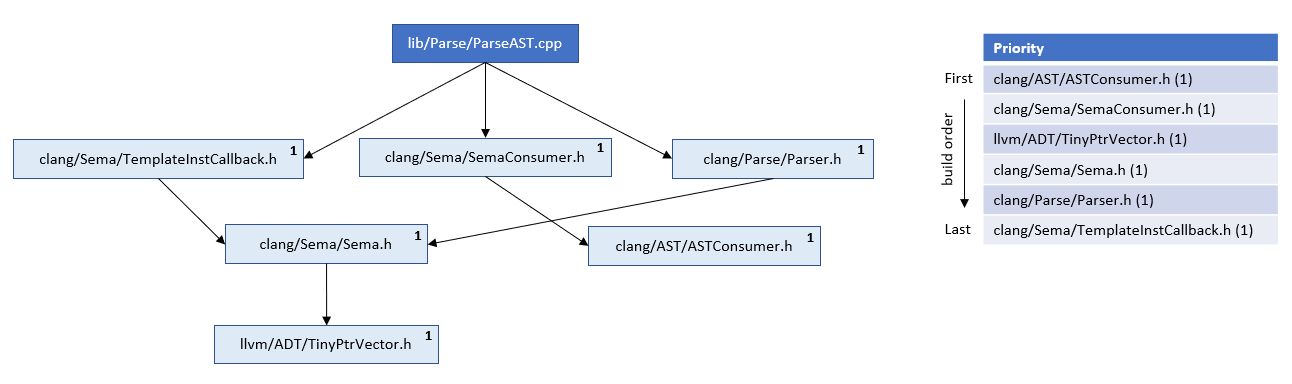 lib/Parse/ParseAST.cpp
clang/Sema/TemplateInstCallback.h 1
clang/Sema/SemaConsumer.h 1
clang/Parse/Parser.h 1
clang/Sema/Sema.h 1
clang/AST/ASTConsumer.h 1
llvm/ADT/TinyPtrVector.h 1
Priority
First
clang/AST/ASTConsumer.h (1)
clang/Sema/SemaConsumer.h (1)
build order
llvm/ADT/TinyPtrVector.h (1)
clang/Sema/Sema.h (1)
clang/Parse/Parser.h (1)
Last
clang/Sema/TemplateInstCallback.h (1)